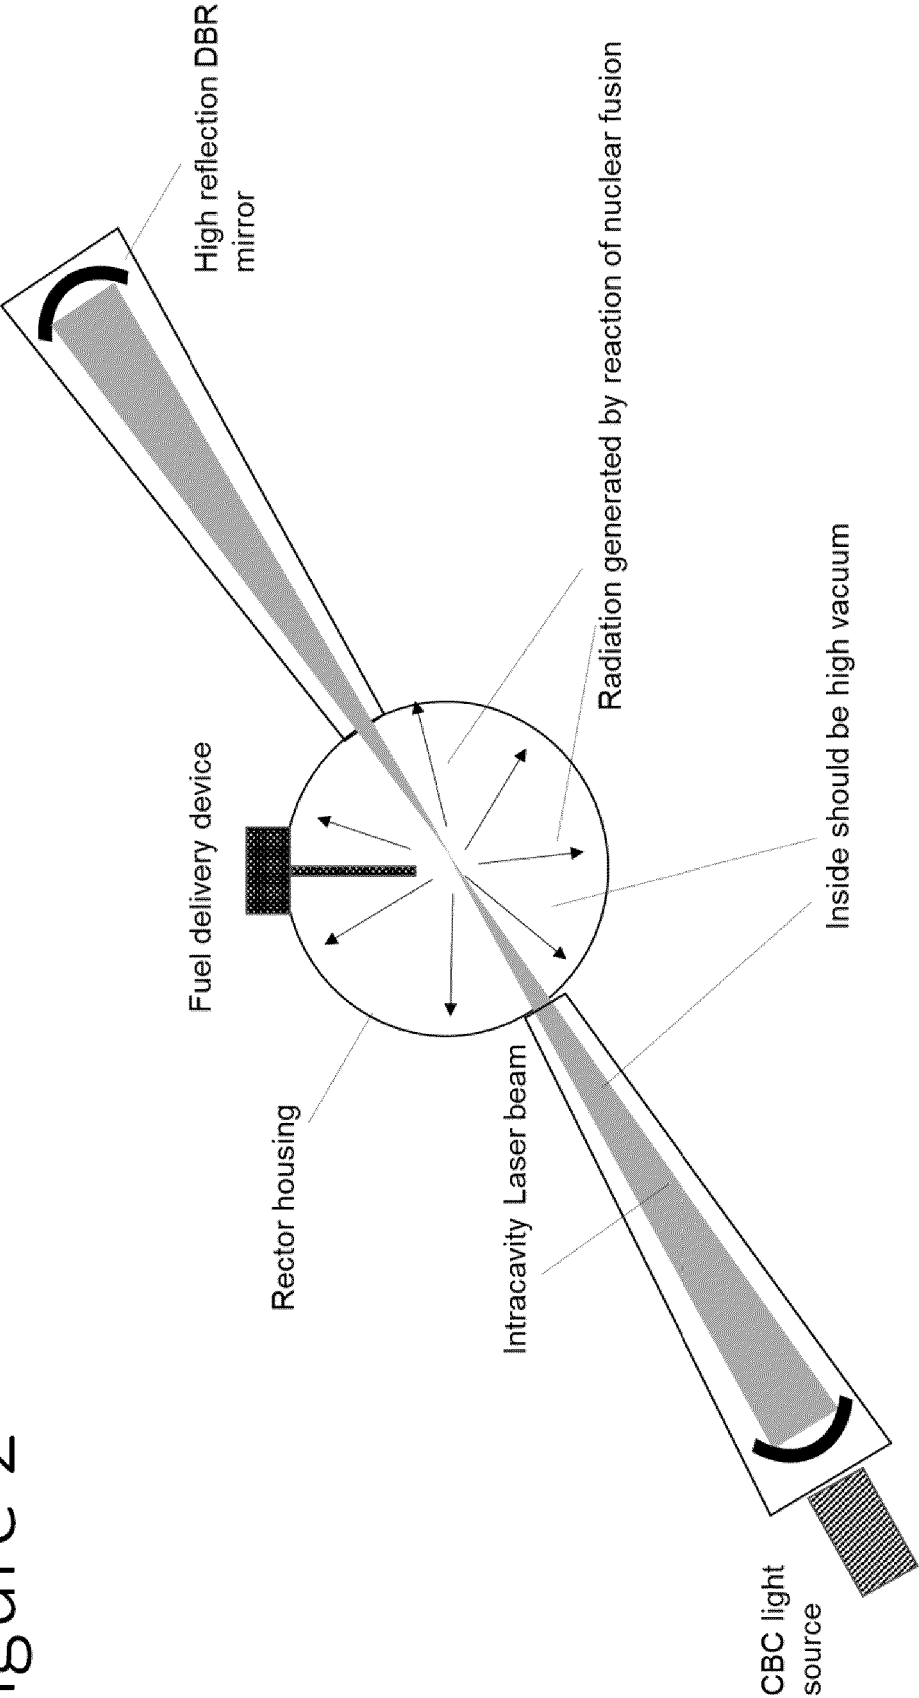 gure 2
CBC light
source
Rector housing
Intracavity Laser beam
Fuel delivery device
Inside should be high vacuum
Radiation generated by reaction of nuclear fusion
High reflection DBR
mirror